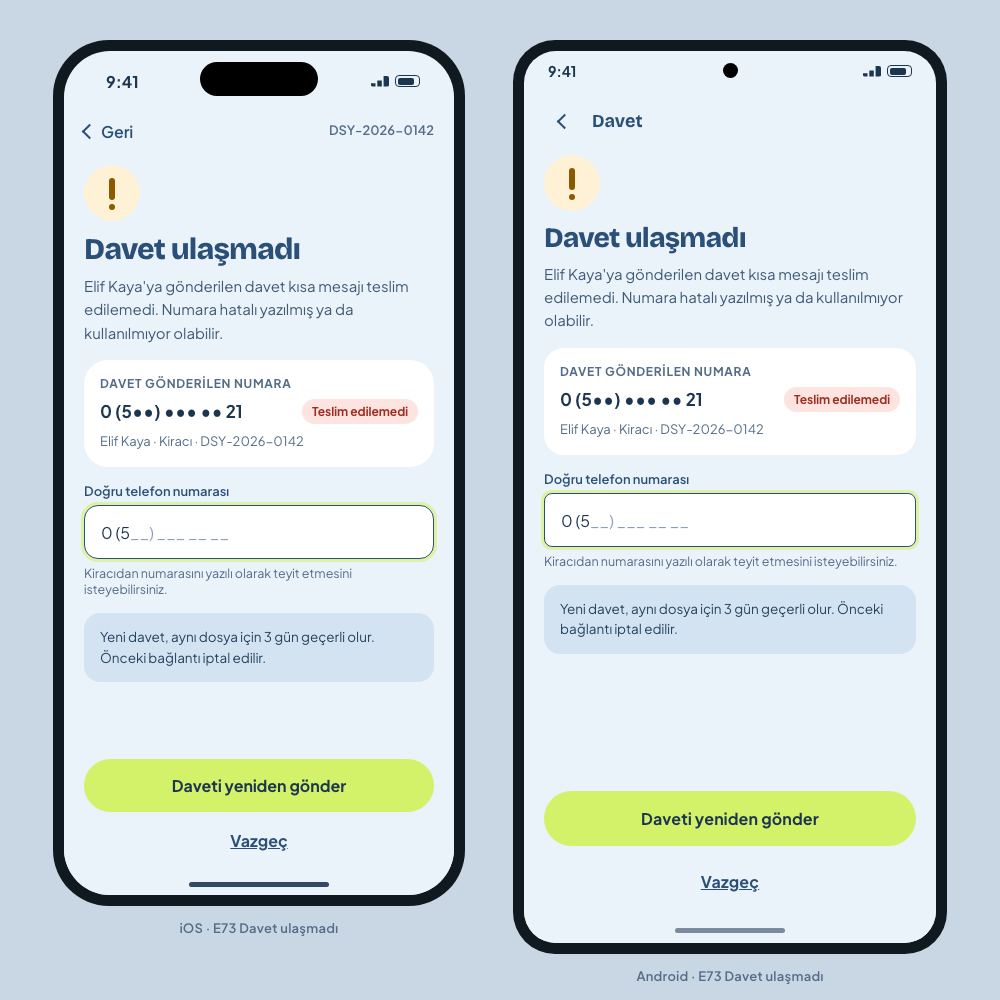 9:41
Geri
DSY-2026-0142
Davet ulaşmadı
Elif Kaya'ya gönderilen davet kısa mesajı teslim
edilemedi. Numara hatalı yazılmış ya da
kullanılmıyor olabilir.
DAVET GÖNDERİLEN NUMARA
0 (5●●) ●●● ●● 21
Teslim edilemedi
Elif Kaya · Kiracı · DSY-2026-0142
Doğru telefon numarası
0 (5__) ___ __ __
Kiracıdan numarasını yazılı olarak teyit etmesini
isteyebilirsiniz.
Yeni davet, aynı dosya için 3 gün geçerli olur.
Önceki bağlantı iptal edilir.
Daveti yeniden gönder
Vazgeç
iOS · E73 Davet ulaşmadı
9:41
Davet
Davet ulaşmadı
Elif Kaya'ya gönderilen davet kısa mesajı teslim
edilemedi. Numara hatalı yazılmış ya da kullanılmıyor
olabilir.
DAVET GÖNDERİLEN NUMARA
0 (5●●) ●●● ●● 21
Teslim edilemedi
Elif Kaya · Kiracı · DSY-2026-0142
Doğru telefon numarası
0 (5__) ___ __ __
Kiracıdan numarasını yazılı olarak teyit etmesini isteyebilirsiniz.
Yeni davet, aynı dosya için 3 gün geçerli olur. Önceki
bağlantı iptal edilir.
Daveti yeniden gönder
Vazgeç
Android · E73 Davet ulaşmadı